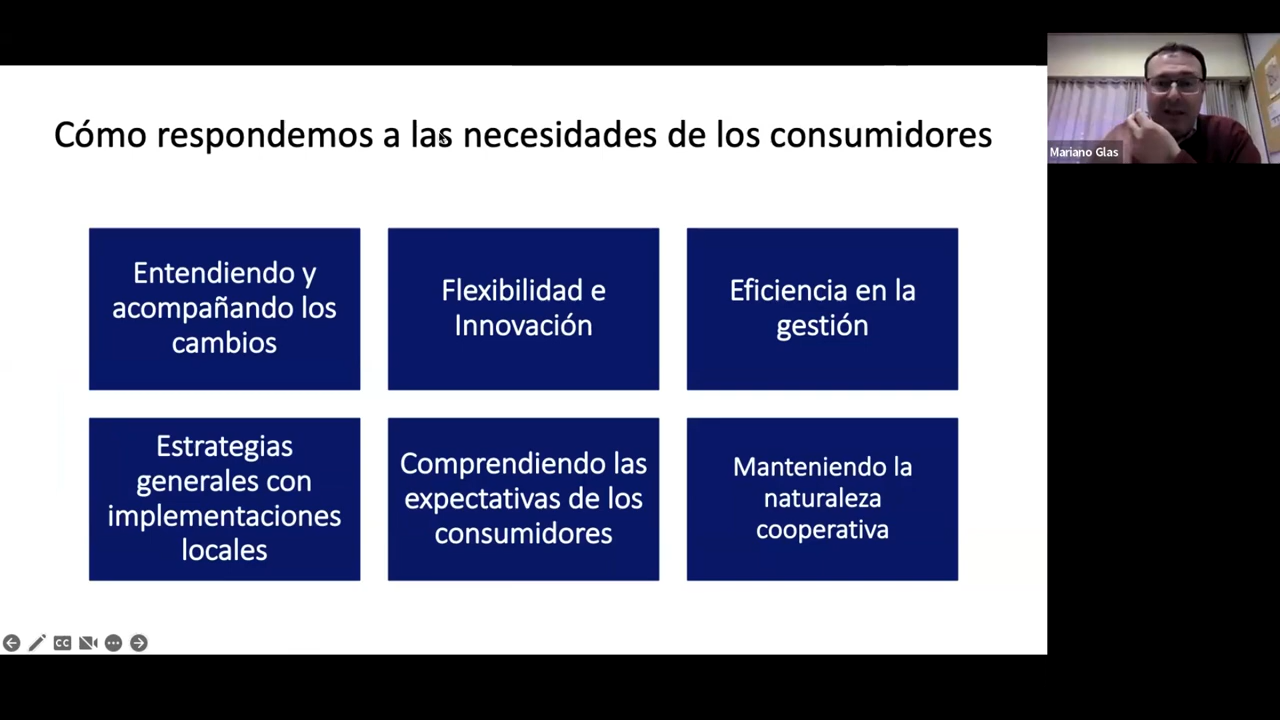 Cómo respondemos a las necesidades de los consumidores
Mariano Glas
Entendiendo y
acompañando los
cambios
Flexibilidad e
Innovación
Eficiencia en la
gestión
Estrategias
generales con
implementaciones
locales
Comprendiendo las
expectativas de los
consumidores
Manteniendo la
naturaleza
cooperativa
CC